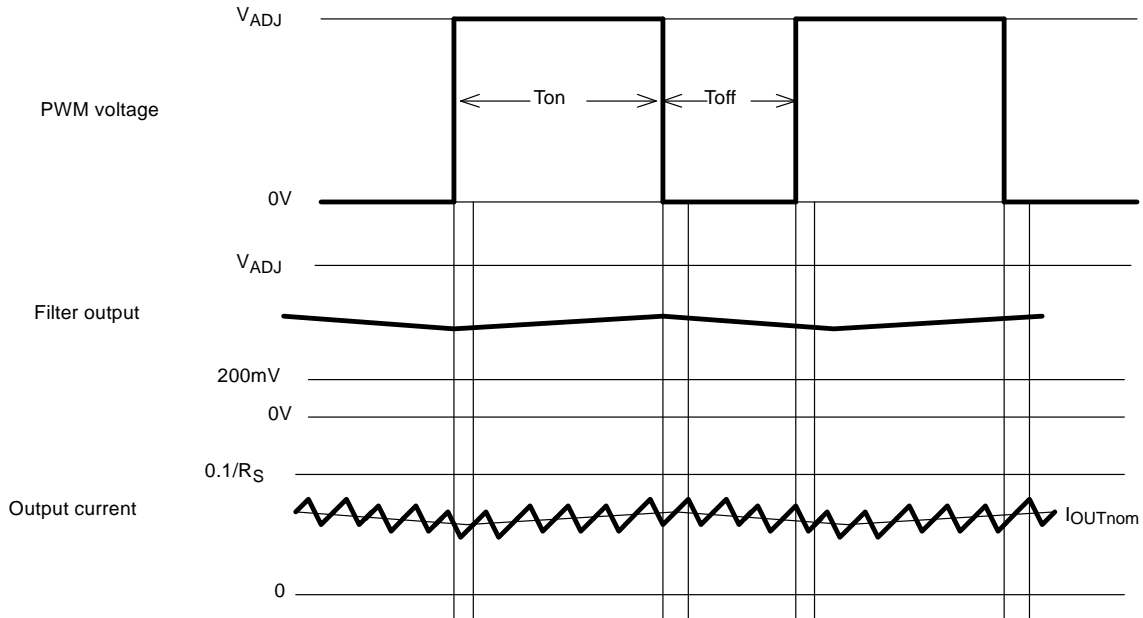 VADJ
Ton
Toff
PWM voltage
0V
VADJ
Filter output
200mV
0V
0.1/RS
Output current
IOUTnom
0